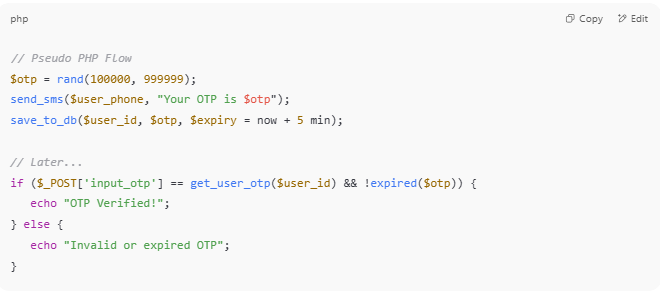 php
Copy
Edit
// Pseudo PHP Flow
$otp = rand(100000, 999999);
send_sms($user_phone, "Your OTP is $otp");
save_to_db($user_id, $otp, $expiry = now + 5 min);
// Later...
if ($_POST['input_otp'] == get_user_otp($user_id) && !expired($otp)) {
   echo "OTP Verified!";
} else {
   echo "Invalid or expired OTP";
}